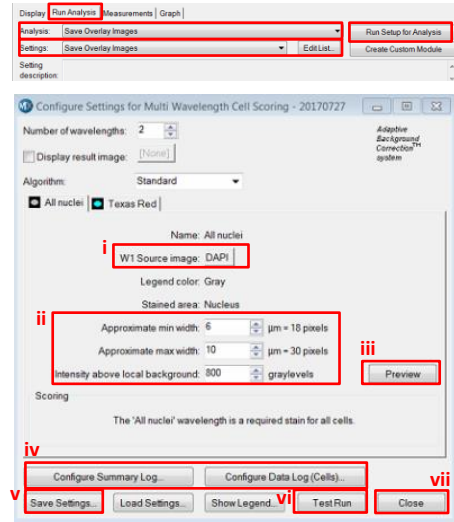 Display Run Analysis Measurements Graph
Analysis: Save Overlay Images Run Setup for Analysis
Settings: Save Overlay Images Edit List... Create Custom Module
Setting
description:
Configure Settings for Multi Wavelength Cell Scoring - 20170727
Number of wavelengths: 2
Adaptive
Background
Correction™
system
Display result image: [None]
Algorithm: Standard
All nuclei Texas Red
Name: All nuclei
i
W1 Source image: DAPI
Legend color: Gray
Stained area: Nucleus
ii
Approximate min width: 6 µm = 18 pixels
Approximate max width: 10 µm = 30 pixels
iii
Intensity above local background: 800 graylevels
Preview
Scoring
The 'All nuclei' wavelength is a required stain for all cells.
iv
Configure Summary Log... Configure Data Log (Cells)...
v vi vii
Save Settings... Load Settings... Show Legend... Test Run Close